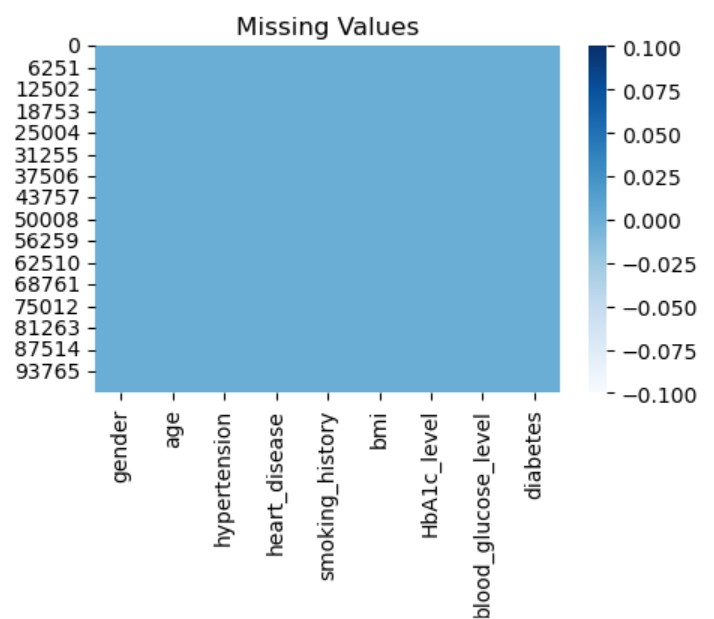 Missing Values
0
6251
12502
18753
25004
31255
37506
43757
50008
56259
62510
68761
75012
81263
87514
93765
0.100
0.075
0.050
0.025
0.000
−0.025
−0.050
−0.075
−0.100
gender
age
hypertension
heart_disease
smoking_history
bmi
HbA1c_level
blood_glucose_level
diabetes